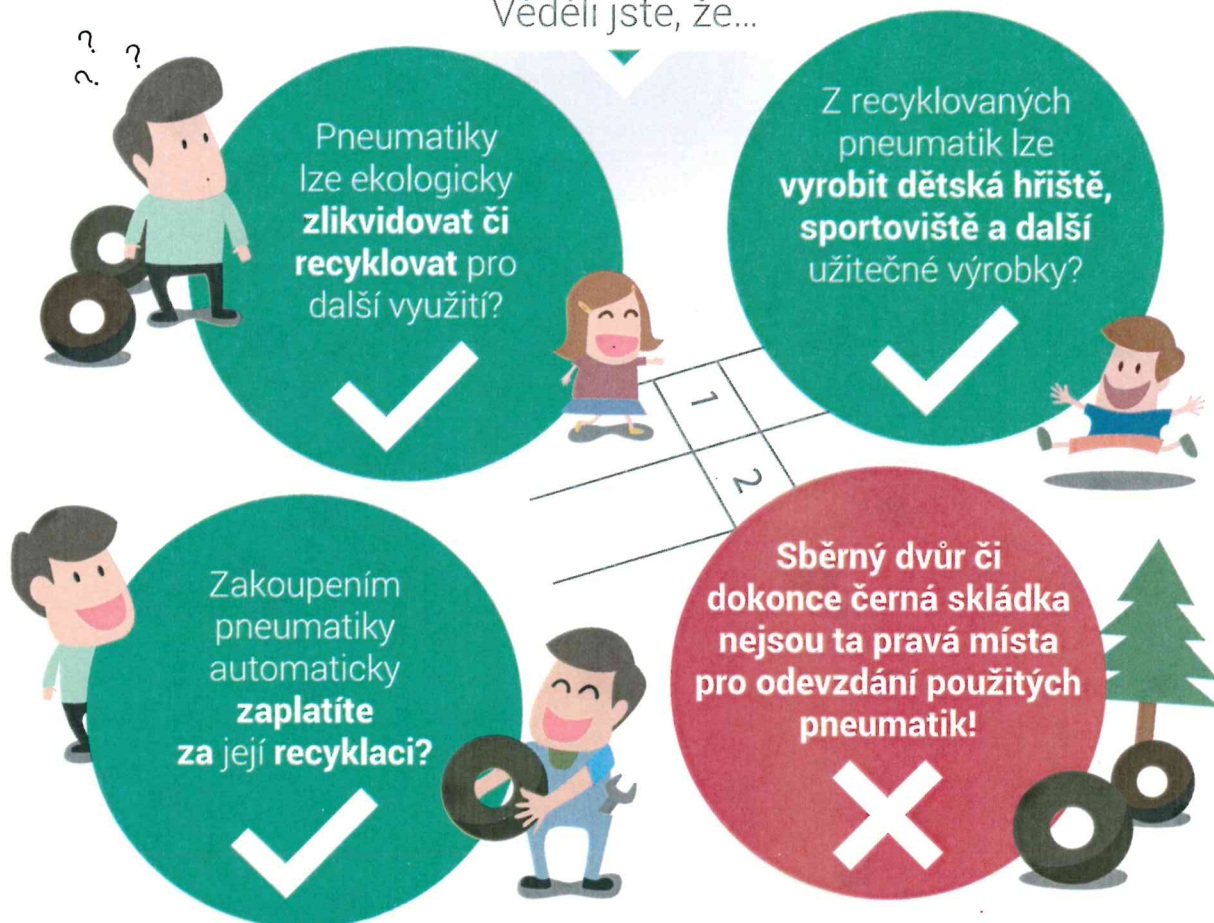 Věděli jste, že...
? ? ?
Pneumatiky
lze ekologicky
zlikvidovat či
recyklovat pro
další využití?
Z recyklovaných
pneumatik lze
vyrobit dětská hřiště,
sportoviště a další
užitečné výrobky?
1
2
Zakoupením
pneumatiky
automaticky
zaplatíte
za její recyklaci?
Sběrný dvůr či
dokonce černá skládka
nejsou ta pravá místa
pro odevzdání použitých
pneumatik!